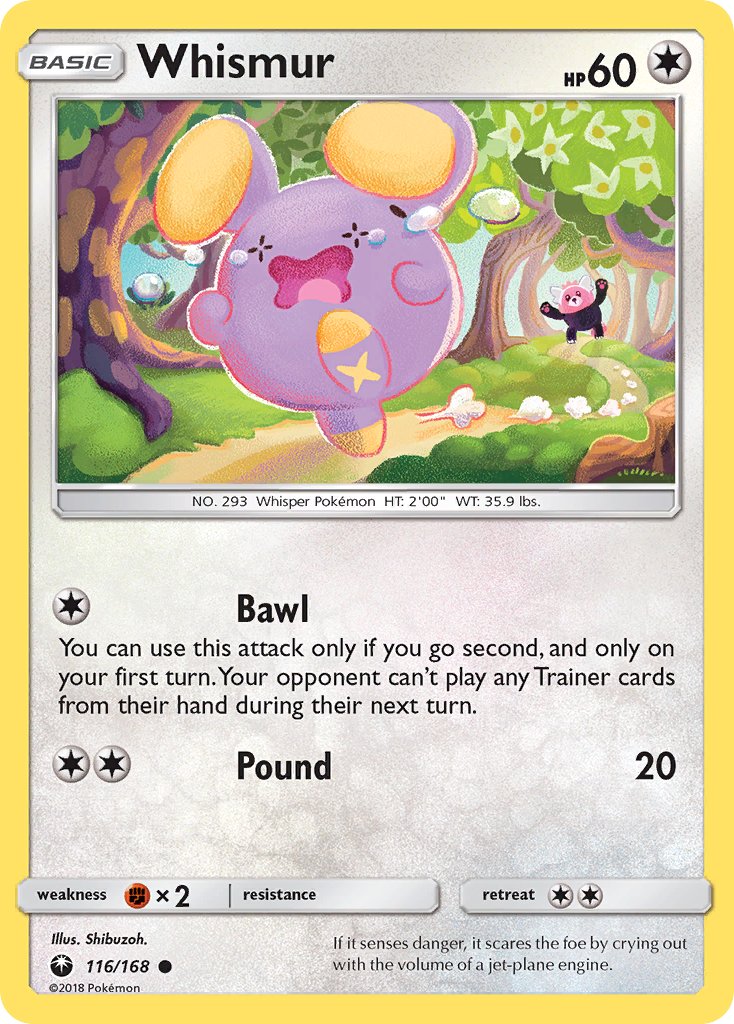 BASIC Whismur HP60
NO. 293 Whisper Pokémon HT: 2'00" WT: 35.9 lbs.
Bawl
You can use this attack only if you go second, and only on
your first turn. Your opponent can't play any Trainer cards
from their hand during their next turn.
Pound 20
weakness ×2 resistance retreat
Illus. Shibuzoh.
116/168
©2018 Pokémon
If it senses danger, it scares the foe by crying out
with the volume of a jet-plane engine.